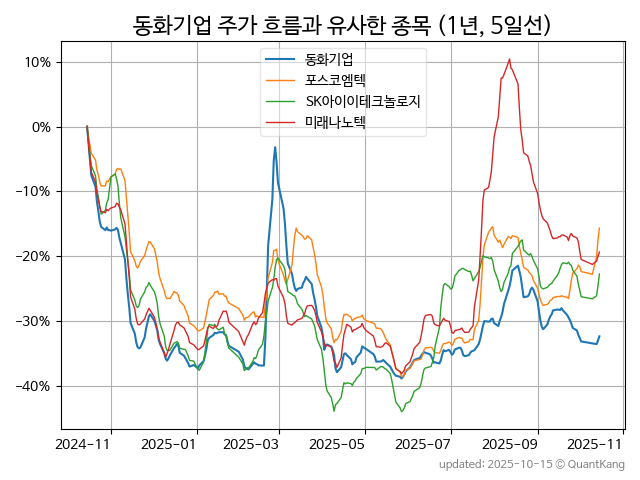 동화기업 주가 흐름과 유사한 종목 (1년, 5일선)
동화기업
포스코엠텍
SK아이이테크놀로지
미래나노텍
10%
0%
−10%
−20%
−30%
−40%
2024-11 2025-01 2025-03 2025-05 2025-07 2025-09 2025-11
updated: 2025-10-15 © QuantKang